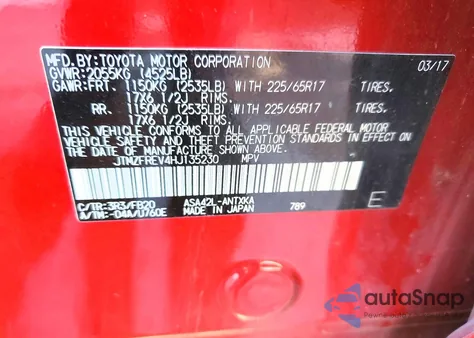 MFD.BY:TOYOTA MOTOR CORPORATION 03/17
GVWR:2055KG (4525LB)
GAWR:FRT. 1150KG (2535LB) WITH 225/65R17 TIRES.
17X6 1/2J RIMS.
RR. 1150KG (2535LB) WITH 225/65R17 TIRES.
17X6 1/2J RIMS.
THIS VEHICLE CONFORMS TO ALL APPLICABLE FEDERAL MOTOR
VEHICLE SAFETY AND THEFT PREVENTION STANDARDS IN EFFECT
ON THE DATE OF MANUFACTURE SHOWN ABOVE.
JTMZFREV4HJ135230 MPV
C/TR:3R3/FB20 ASA42L-ANTXKA
A/TM:-04A/U760E MADE IN JAPAN 789 E
autoSnap